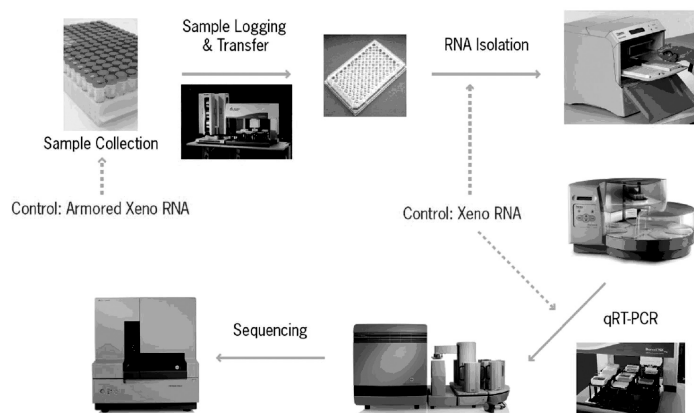 Sample Logging
& Transfer
RNA Isolation
Sample Collection
Control: Armored Xeno RNA
Control: Xeno RNA
qRT-PCR
Sequencing